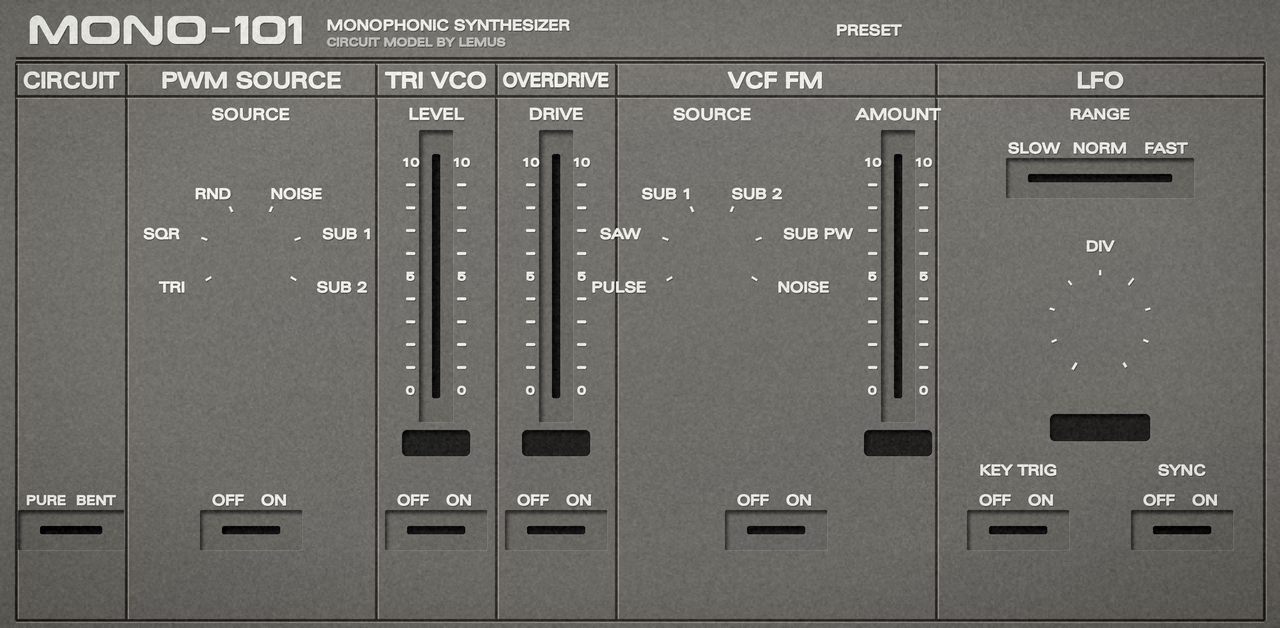 MONO-101
MONOPHONIC SYNTHESIZER
CIRCUIT MODEL BY LEMUS
PRESET
CIRCUIT
PWM SOURCE
TRI VCO
OVERDRIVE
VCF FM
LFO
PURE BENT
SOURCE
RND NOISE
SQR SUB 1
TRI SUB 2
OFF ON
LEVEL
10 10
5 5
0 0
OFF ON
DRIVE
10 10
5 5
0 0
OFF ON
SOURCE
SUB 1 SUB 2
SAW SUB PW
PULSE NOISE
OFF ON
AMOUNT
10 10
5 5
0 0
RANGE
SLOW NORM FAST
DIV
KEY TRIG
OFF ON
SYNC
OFF ON